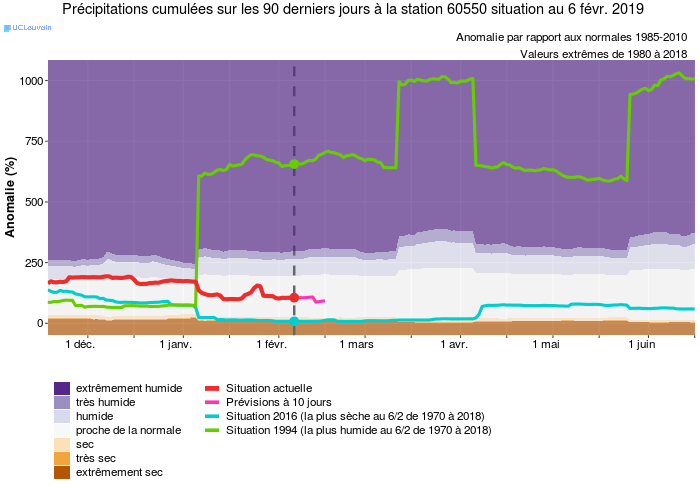 Précipitations cumulées sur les 90 derniers jours à la station 60550 situation au 6 févr. 2019
UCLouvain
Anomalie par rapport aux normales 1985-2010
Valeurs extrêmes de 1980 à 2018
Anomalie (%)
1000
750
500
250
0
1 déc. 1 janv. 1 févr. 1 mars 1 avr. 1 mai 1 juin
extrêmement humide
très humide
humide
proche de la normale
sec
très sec
extrêmement sec
Situation actuelle
Prévisions à 10 jours
Situation 2016 (la plus sèche au 6/2 de 1970 à 2018)
Situation 1994 (la plus humide au 6/2 de 1970 à 2018)